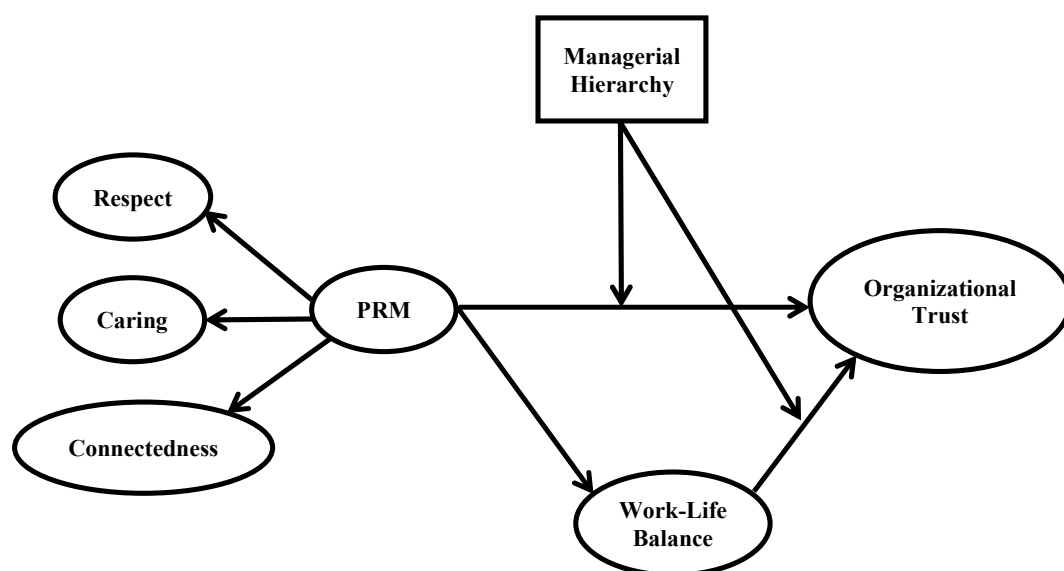 Managerial
Hierarchy
Respect
Caring
Connectedness
PRM
Organizational
Trust
Work-Life
Balance